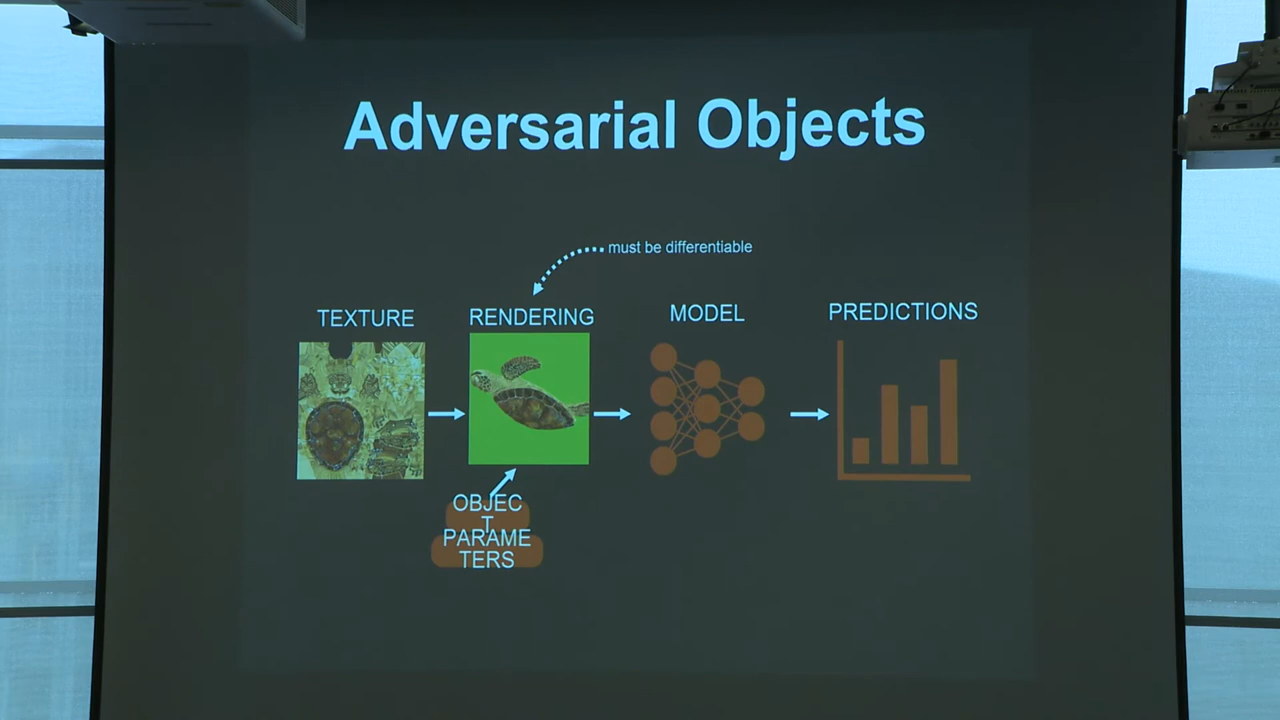 Adversarial Objects
must be differentiable
TEXTURE
RENDERING
MODEL
PREDICTIONS
OBJEC
T
PARAME
TERS